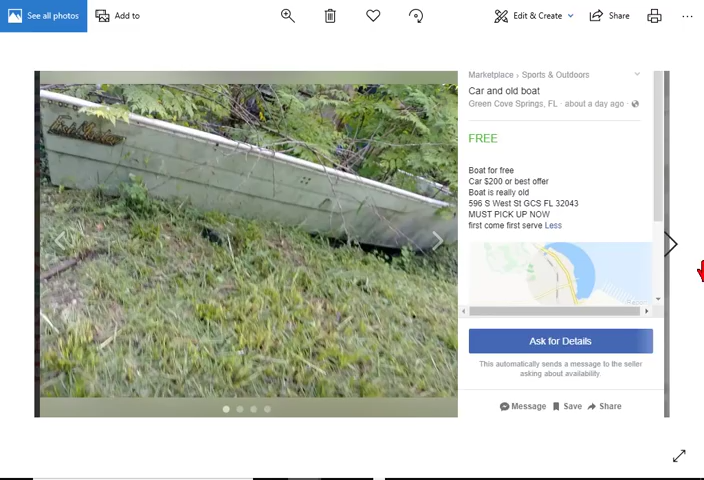 See all photos
Add to
Edit & Create
Share
Marketplace › Sports & Outdoors
Car and old boat
Green Cove Springs, FL · about a day ago ·
FREE
Boat for free
Car $200 or best offer
Boat is really old
596 S West St GCS FL 32043
MUST PICK UP NOW
first come first serve Less
Ask for Details
This automatically sends a message to the seller
asking about availability.
Message
Save
Share